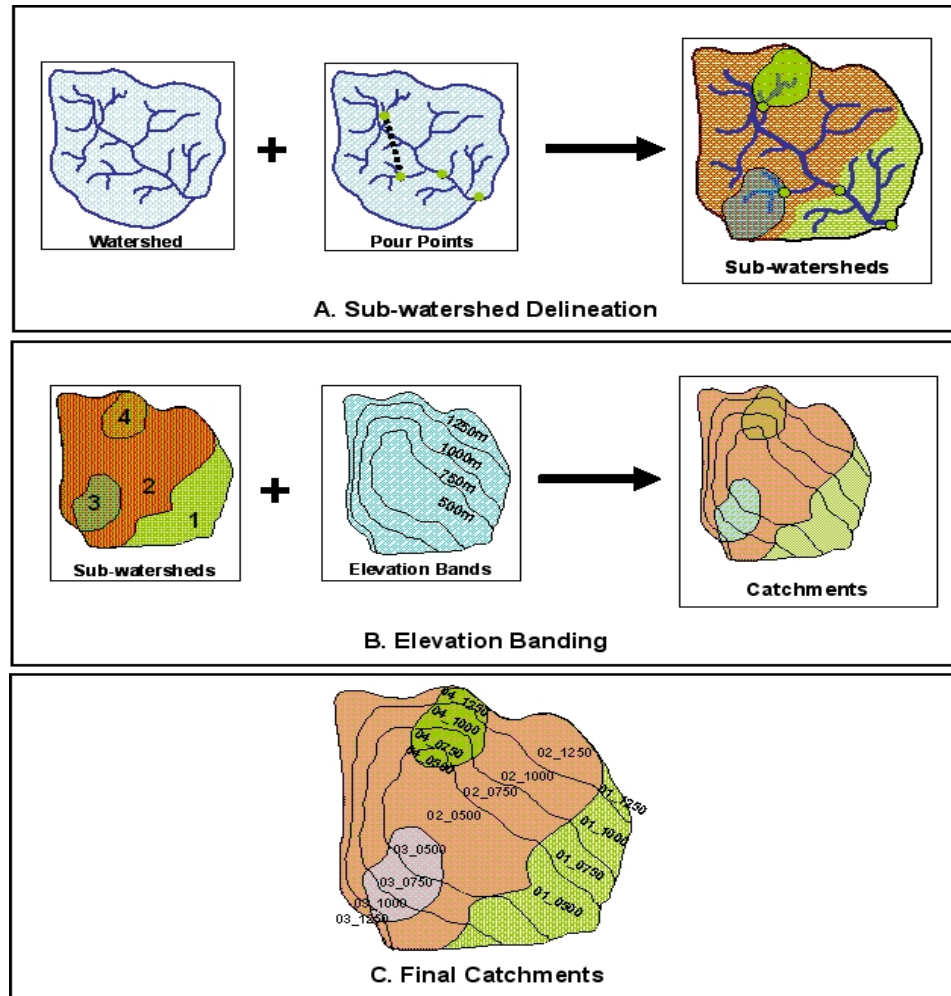 Watershed
+
Pour Points
Sub-watersheds
A. Sub-watershed Delineation
4
3
2
1
Sub-watersheds
+
1250m
1000m
750m
500m
Elevation Bands
Catchments
B. Elevation Banding
04_1250
04_1000
04_0750
04_0500
02_1250
02_1000
02_0750
02_0500
01_1250
01_1000
01_0750
01_0500
03_0500
03_0750
03_1000
03_1250
C. Final Catchments